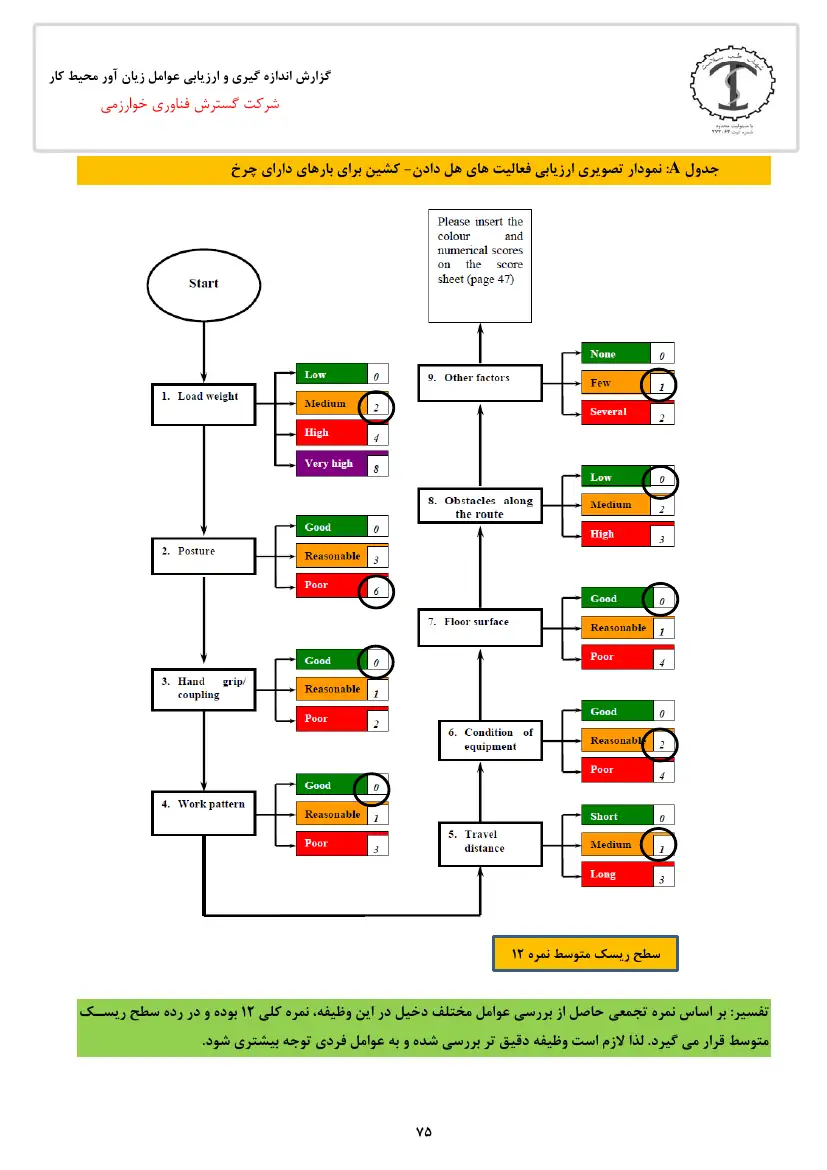 گزارش اندازه گیری و ارزیابی عوامل زیان آور محیط کار
شرکت گسترش فناوری خوارزمی
شهاب طب سلامت
با مسئولیت محدود
جدول A: نمودار تصویری ارزیابی فعالیت های هل دادن- کشین برای بارهای دارای چرخ
Start
1. Load weight
Low 0
Medium 2
High 4
Very high 8
2. Posture
Good 0
Reasonable 3
Poor 6
3. Hand grip/
coupling
Good 0
Reasonable 1
Poor 2
4. Work pattern
Good 0
Reasonable 1
Poor 3
5. Travel
distance
Short 0
Medium 1
Long 3
6. Condition of
equipment
Good 0
Reasonable 2
Poor 4
7. Floor surface
Good 0
Reasonable 1
Poor 4
8. Obstacles along
the route
Low 0
Medium 2
High 3
9. Other factors
None 0
Few 1
Several 2
Please insert the
colour and
numerical scores
on the score
sheet (page 47)
سطح ریسک متوسط نمره ۱۲
تفسیر: بر اساس نمره تجمعی حاصل از بررسی عوامل مختلف دخیل در این وظیفه، نمره کلی ۱۲ بوده و در رده سطح ریســک
متوسط قرار می گیرد. لذا لازم است وظیفه دقیق تر بررسی شده و به عوامل فردی توجه بیشتری شود.
۷۵